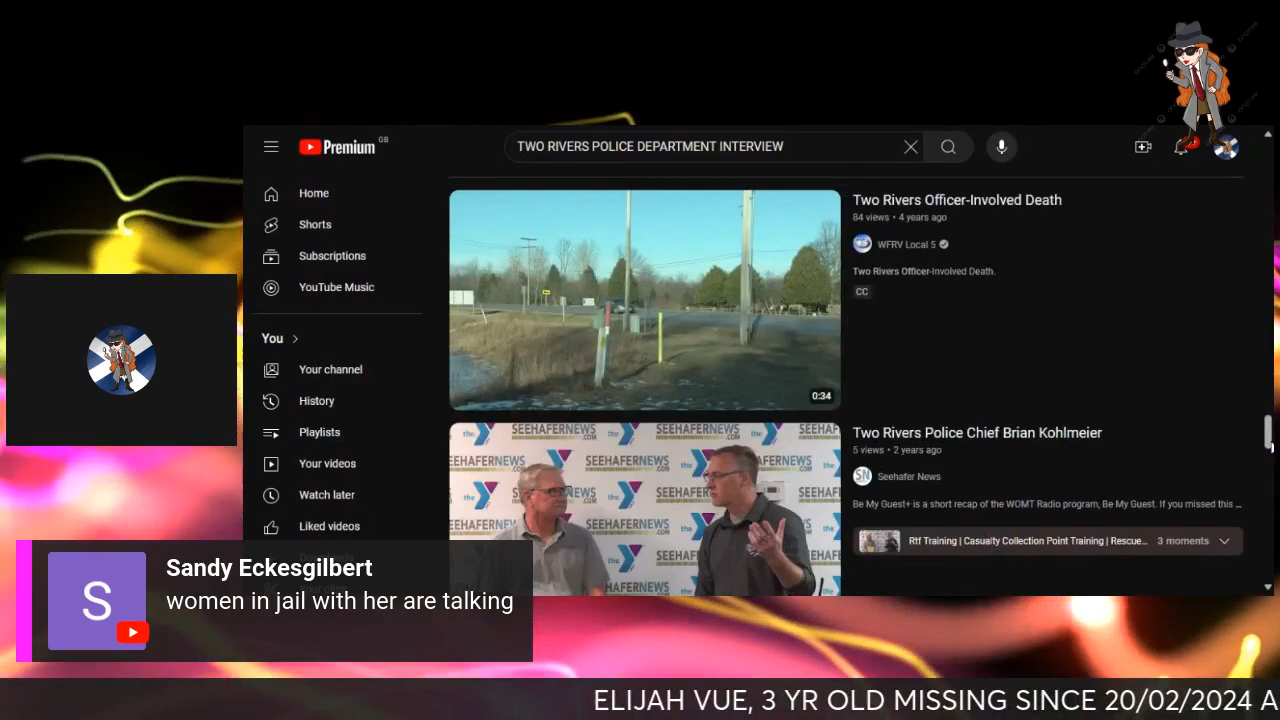 Premium GB
TWO RIVERS POLICE DEPARTMENT INTERVIEW
Home
Shorts
Subscriptions
YouTube Music
You
Your channel
History
Playlists
Your videos
Watch later
Liked videos
0:34
Two Rivers Officer-Involved Death
84 views • 4 years ago
WFRV Local 5
Two Rivers Officer-Involved Death.
CC
the SEEHAFERNEWS.COM
Two Rivers Police Chief Brian Kohlmeier
5 views • 2 years ago
SN Seehafer News
Be My Guest+ is a short recap of the WOMT Radio program, Be My Guest. If you missed this ...
Rtf Training | Casualty Collection Point Training | Rescue... 3 moments
S
Sandy Eckesgilbert
women in jail with her are talking
ELIJAH VUE, 3 YR OLD MISSING SINCE 20/02/2024 A